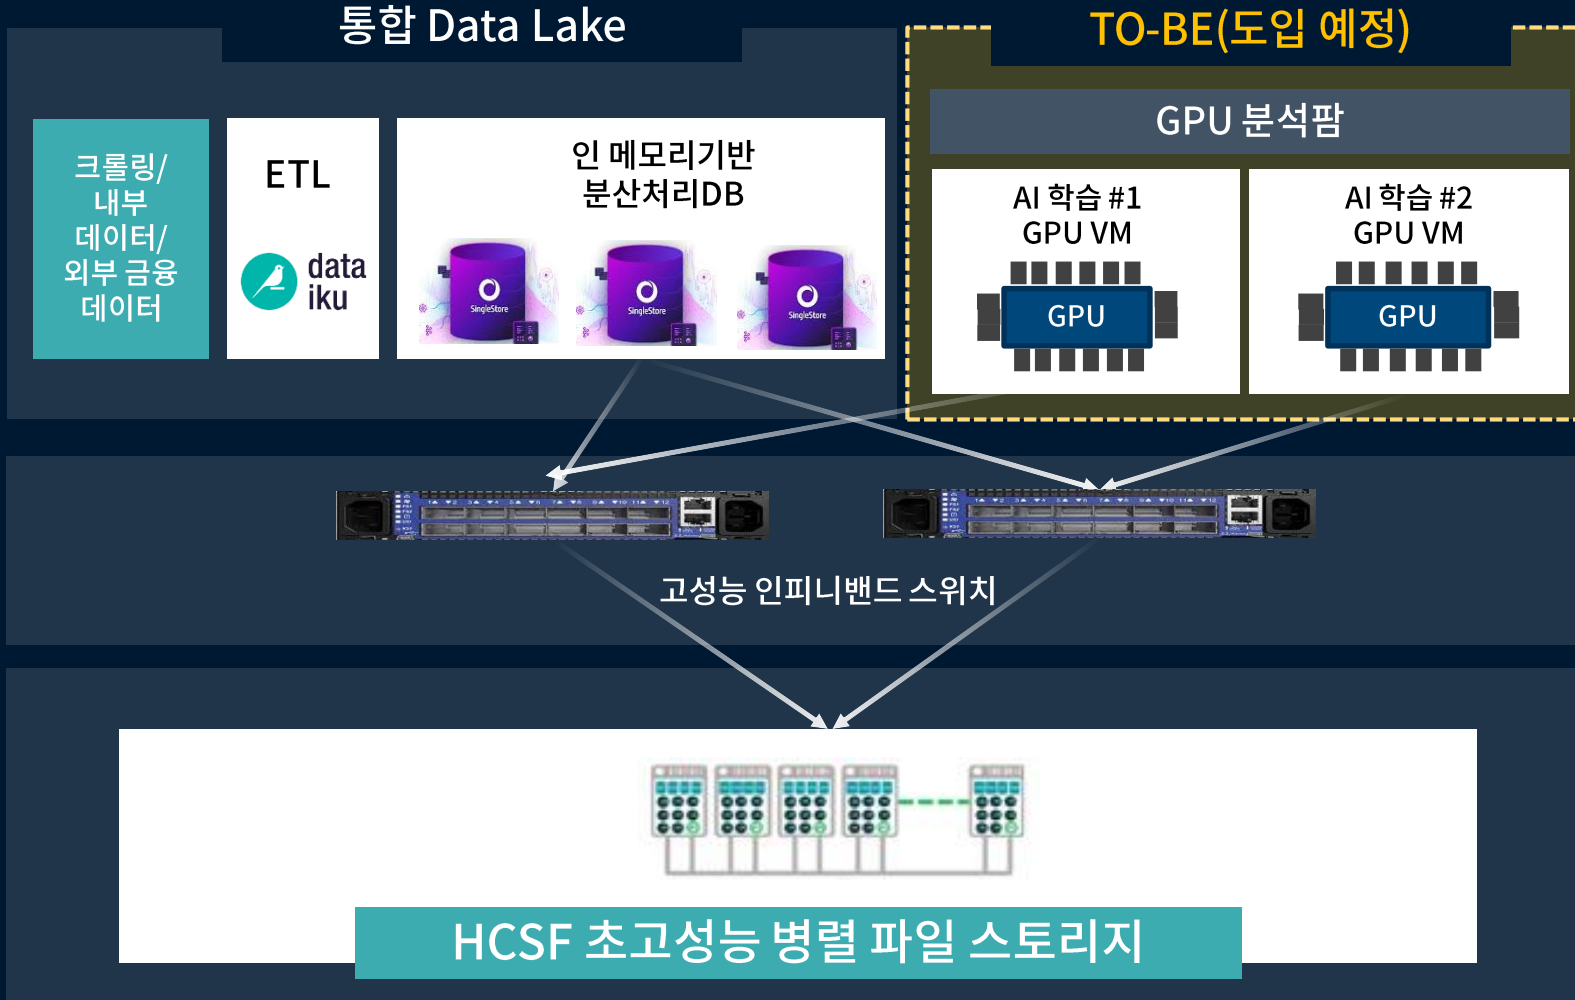 통합 Data Lake
TO-BE(도입 예정)
크롤링/
내부
데이터/
외부 금융
데이터
ETL
data
iku
인 메모리기반
분산처리DB
SingleStore
SingleStore
SingleStore
GPU 분석팜
AI 학습 #1
GPU VM
GPU
AI 학습 #2
GPU VM
GPU
고성능 인피니밴드 스위치
HCSF 초고성능 병렬 파일 스토리지